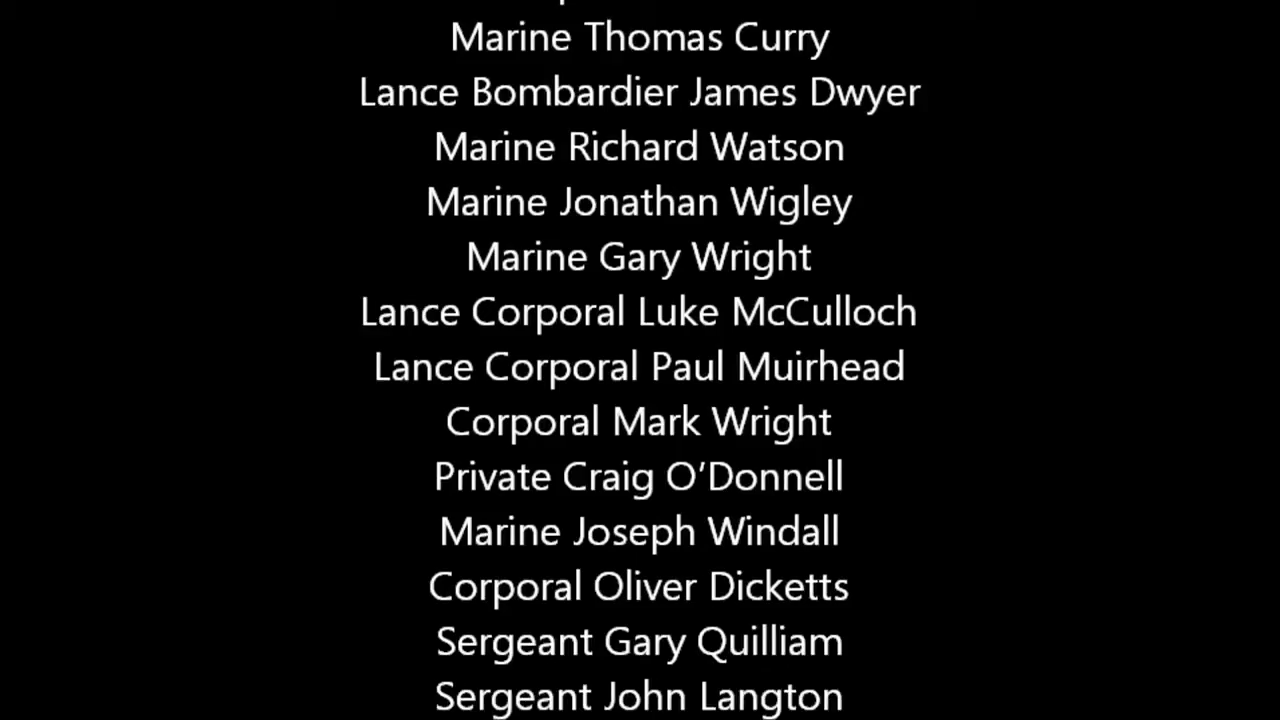 Marine Thomas Curry
Lance Bombardier James Dwyer
Marine Richard Watson
Marine Jonathan Wigley
Marine Gary Wright
Lance Corporal Luke McCulloch
Lance Corporal Paul Muirhead
Corporal Mark Wright
Private Craig O’Donnell
Marine Joseph Windall
Corporal Oliver Dicketts
Sergeant Gary Quilliam
Sergeant John Langton